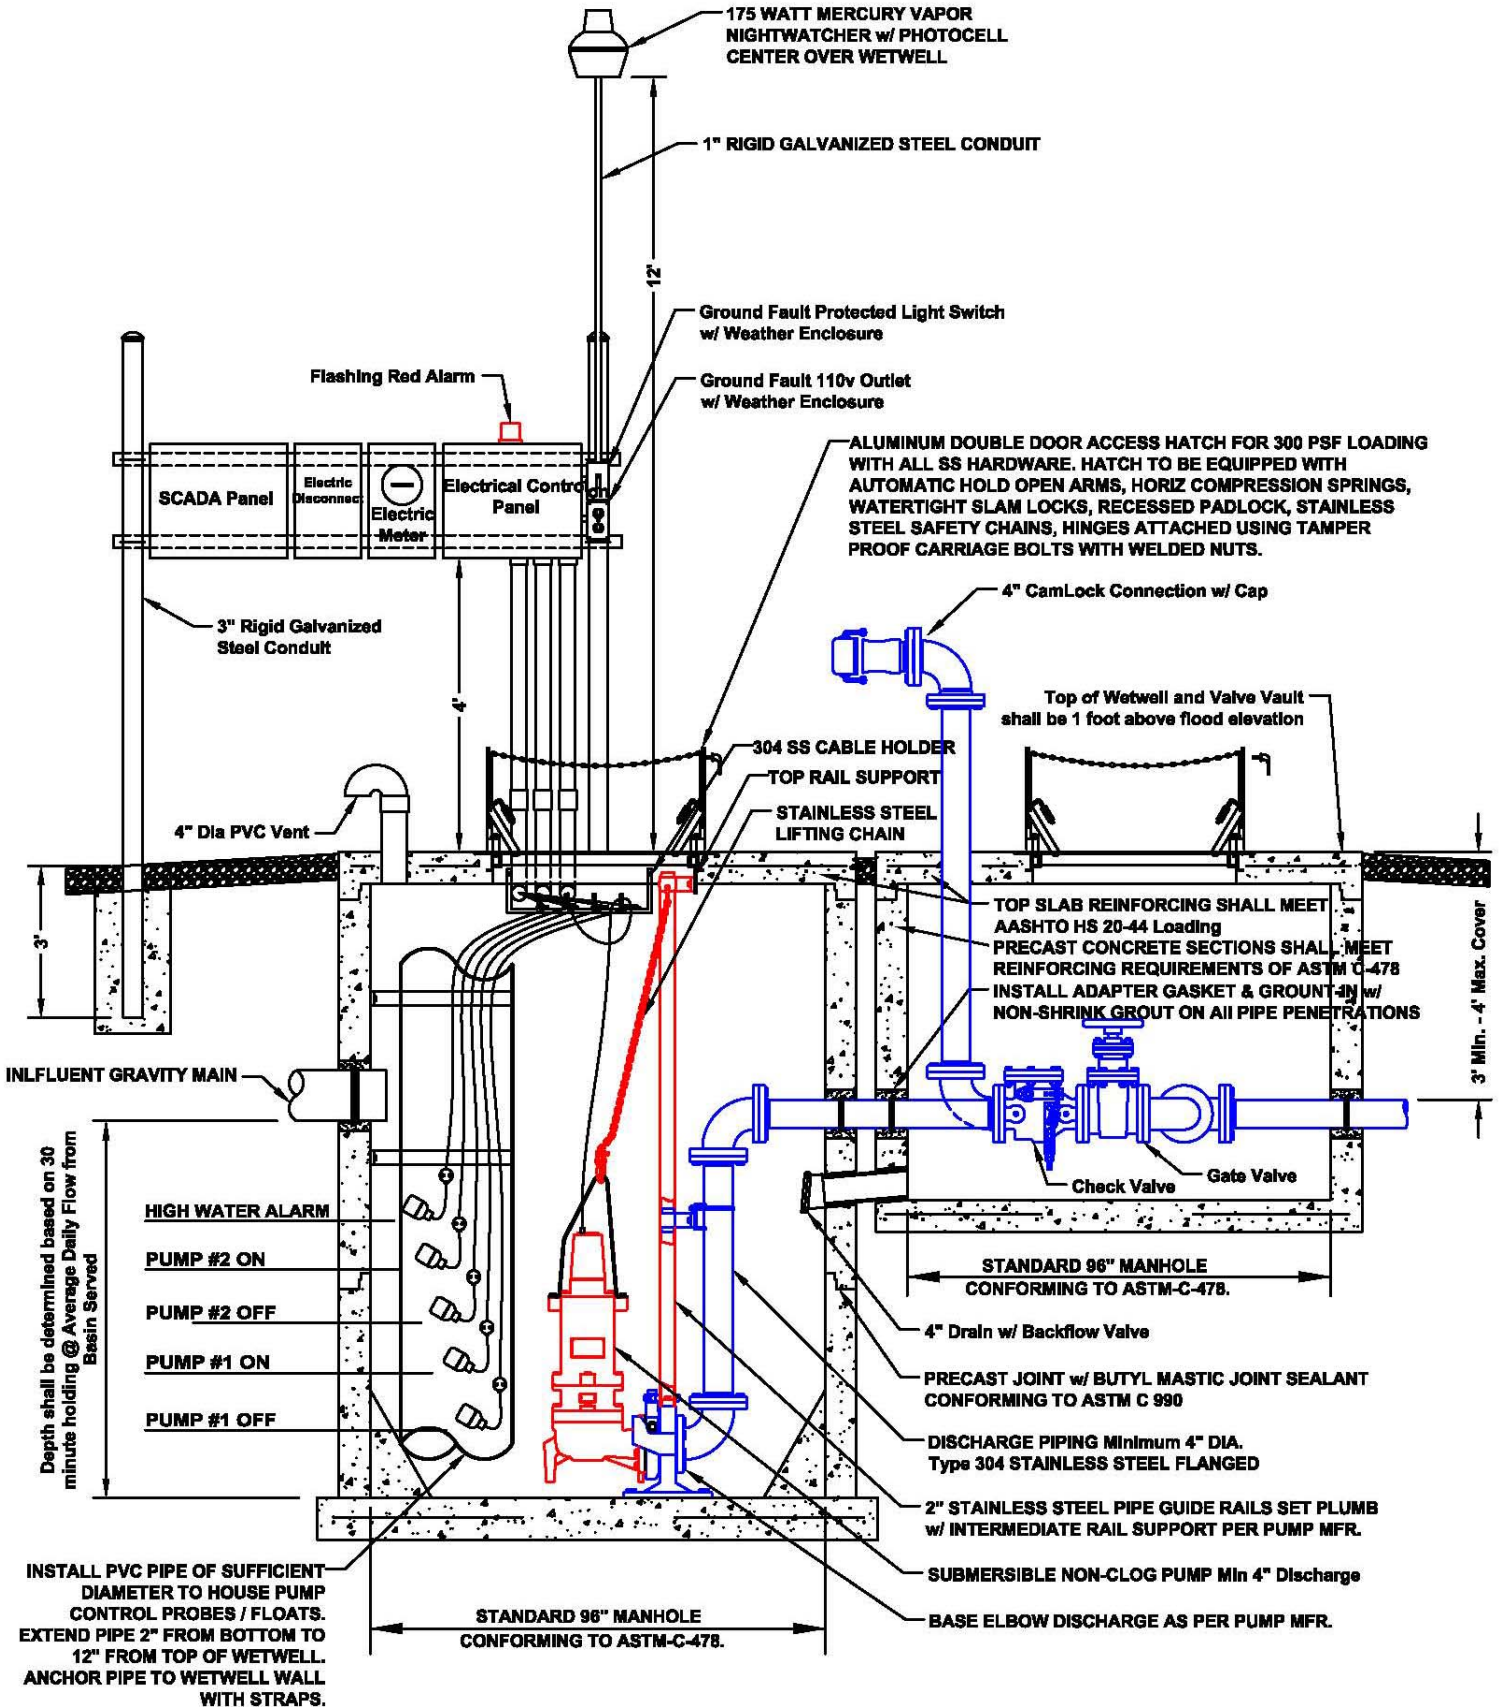 175 WATT MERCURY VAPOR
NIGHTWATCHER w/ PHOTOCELL
CENTER OVER WETWELL
1" RIGID GALVANIZED STEEL CONDUIT
12'
Ground Fault Protected Light Switch
w/ Weather Enclosure
Flashing Red Alarm
Ground Fault 110v Outlet
w/ Weather Enclosure
ALUMINUM DOUBLE DOOR ACCESS HATCH FOR 300 PSF LOADING
WITH ALL SS HARDWARE. HATCH TO BE EQUIPPED WITH
AUTOMATIC HOLD OPEN ARMS, HORIZ COMPRESSION SPRINGS,
WATERTIGHT SLAM LOCKS, RECESSED PADLOCK, STAINLESS
STEEL SAFETY CHAINS, HINGES ATTACHED USING TAMPER
PROOF CARRIAGE BOLTS WITH WELDED NUTS.
SCADA Panel
Electric
Disconnect
Electric
Meter
Electrical Control
Panel
4" CamLock Connection w/ Cap
3" Rigid Galvanized
Steel Conduit
4'
Top of Wetwell and Valve Vault
shall be 1 foot above flood elevation
304 SS CABLE HOLDER
TOP RAIL SUPPORT
STAINLESS STEEL
LIFTING CHAIN
4" Dia PVC Vent
3'
TOP SLAB REINFORCING SHALL MEET
AASHTO HS 20-44 Loading
PRECAST CONCRETE SECTIONS SHALL MEET
REINFORCING REQUIREMENTS OF ASTM C-478
INSTALL ADAPTER GASKET & GROUNT-IN w/
NON-SHRINK GROUT ON All PIPE PENETRATIONS
3' Min. - 4' Max. Cover
INLFLUENT GRAVITY MAIN
Depth shall be determined based on 30
minute holding @ Average Daily Flow from
Basin Served
Check Valve
Gate Valve
HIGH WATER ALARM
PUMP #2 ON
PUMP #2 OFF
PUMP #1 ON
PUMP #1 OFF
STANDARD 96" MANHOLE
CONFORMING TO ASTM-C-478.
4" Drain w/ Backflow Valve
PRECAST JOINT w/ BUTYL MASTIC JOINT SEALANT
CONFORMING TO ASTM C 990
DISCHARGE PIPING Minimum 4" DIA.
Type 304 STAINLESS STEEL FLANGED
2" STAINLESS STEEL PIPE GUIDE RAILS SET PLUMB
w/ INTERMEDIATE RAIL SUPPORT PER PUMP MFR.
SUBMERSIBLE NON-CLOG PUMP Min 4" Discharge
BASE ELBOW DISCHARGE AS PER PUMP MFR.
INSTALL PVC PIPE OF SUFFICIENT
DIAMETER TO HOUSE PUMP
CONTROL PROBES / FLOATS.
EXTEND PIPE 2" FROM BOTTOM TO
12" FROM TOP OF WETWELL.
ANCHOR PIPE TO WETWELL WALL
WITH STRAPS.
STANDARD 96" MANHOLE
CONFORMING TO ASTM-C-478.